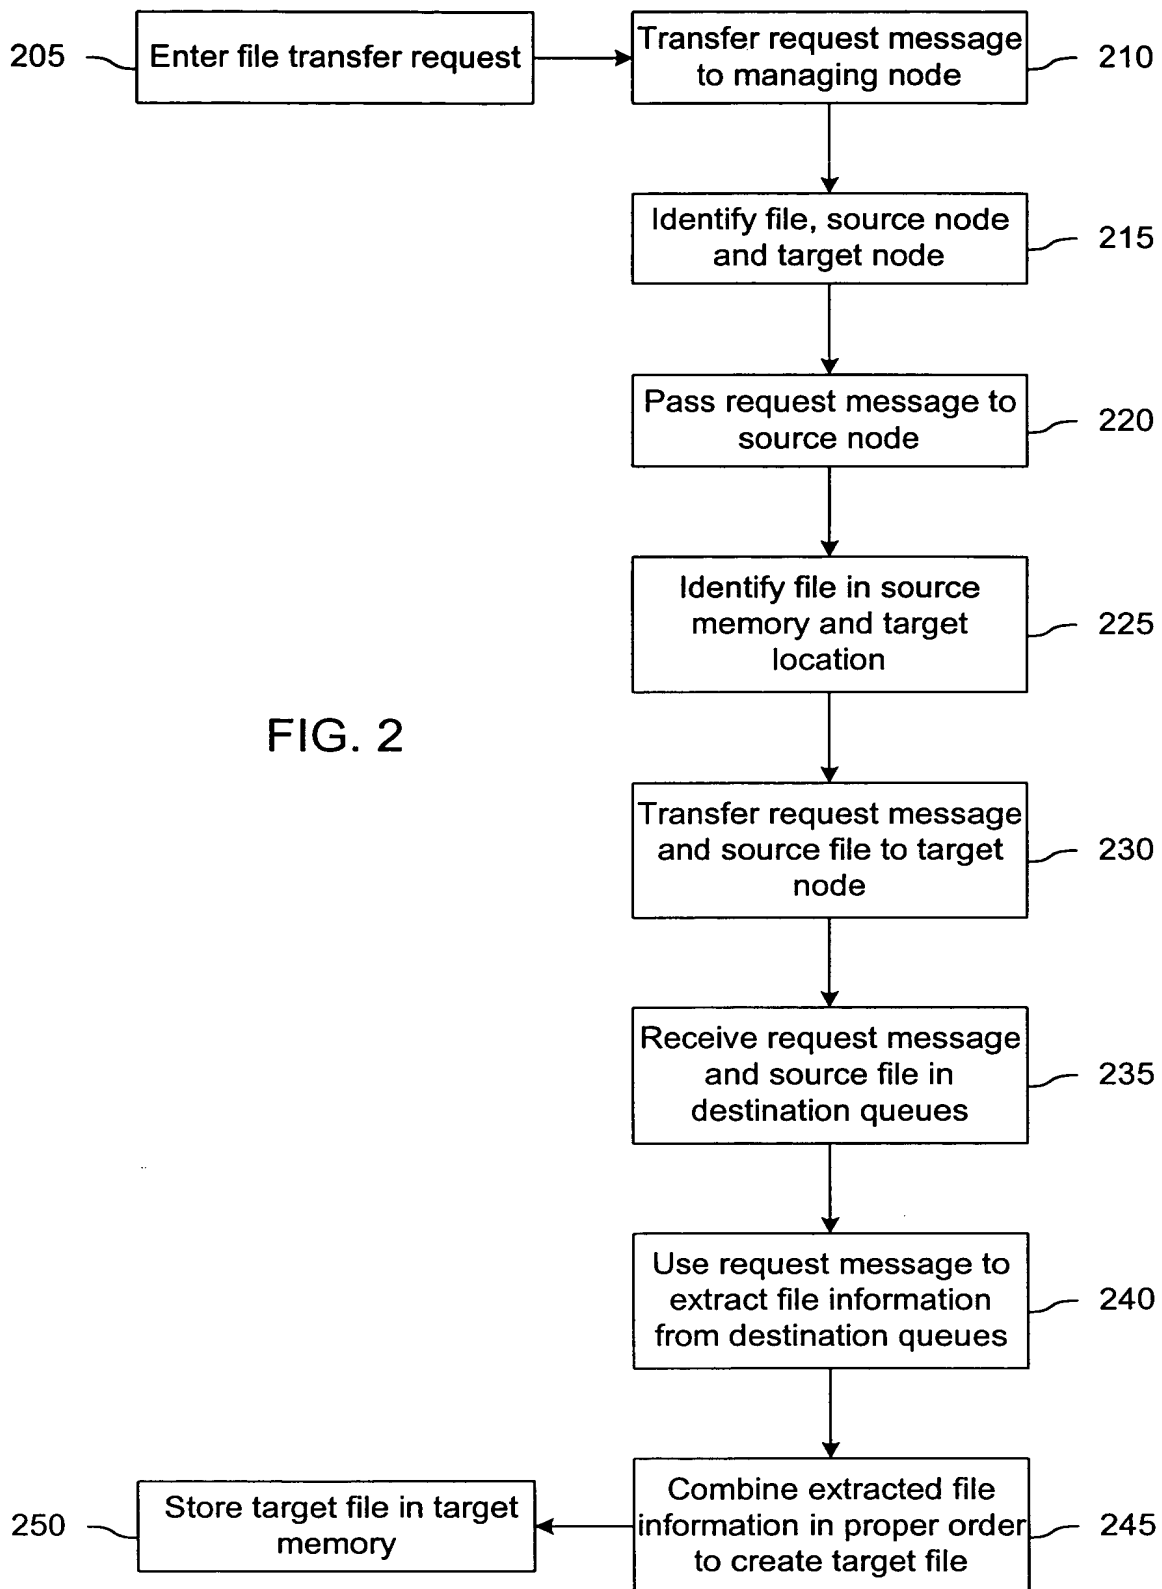 205
Enter file transfer request
Transfer request message
to managing node
210
Identify file, source node
and target node
215
Pass request message to
source node
220
Identify file in source
memory and target
location
225
FIG. 2
Transfer request message
and source file to target
node
230
Receive request message
and source file in
destination queues
235
Use request message to
extract file information
from destination queues
240
Combine extracted file
information in proper order
to create target file
245
250
Store target file in target
memory